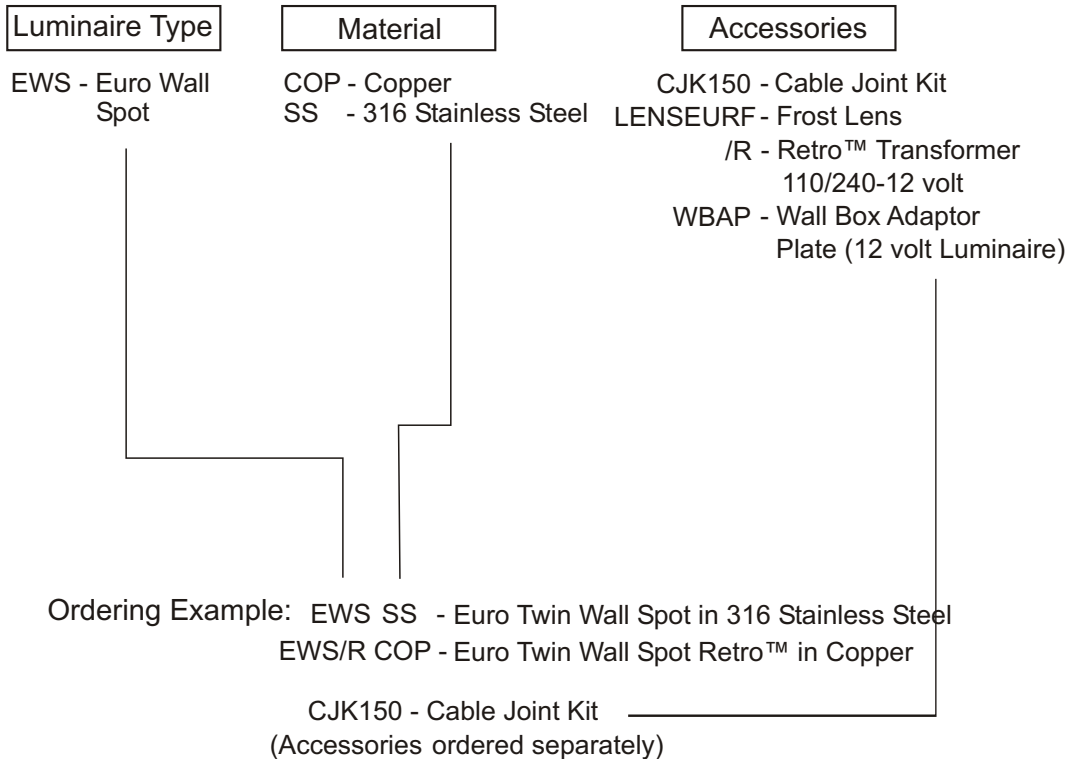 Luminaire Type
EWS - Euro Wall
Spot
Material
COP - Copper
SS - 316 Stainless Steel
Accessories
CJK150 - Cable Joint Kit
LENSEURF - Frost Lens
/R - Retro™ Transformer
110/240-12 volt
WBAP - Wall Box Adaptor
Plate (12 volt Luminaire)
Ordering Example: EWS SS - Euro Twin Wall Spot in 316 Stainless Steel
EWS/R COP - Euro Twin Wall Spot Retro™ in Copper
CJK150 - Cable Joint Kit
(Accessories ordered separately)